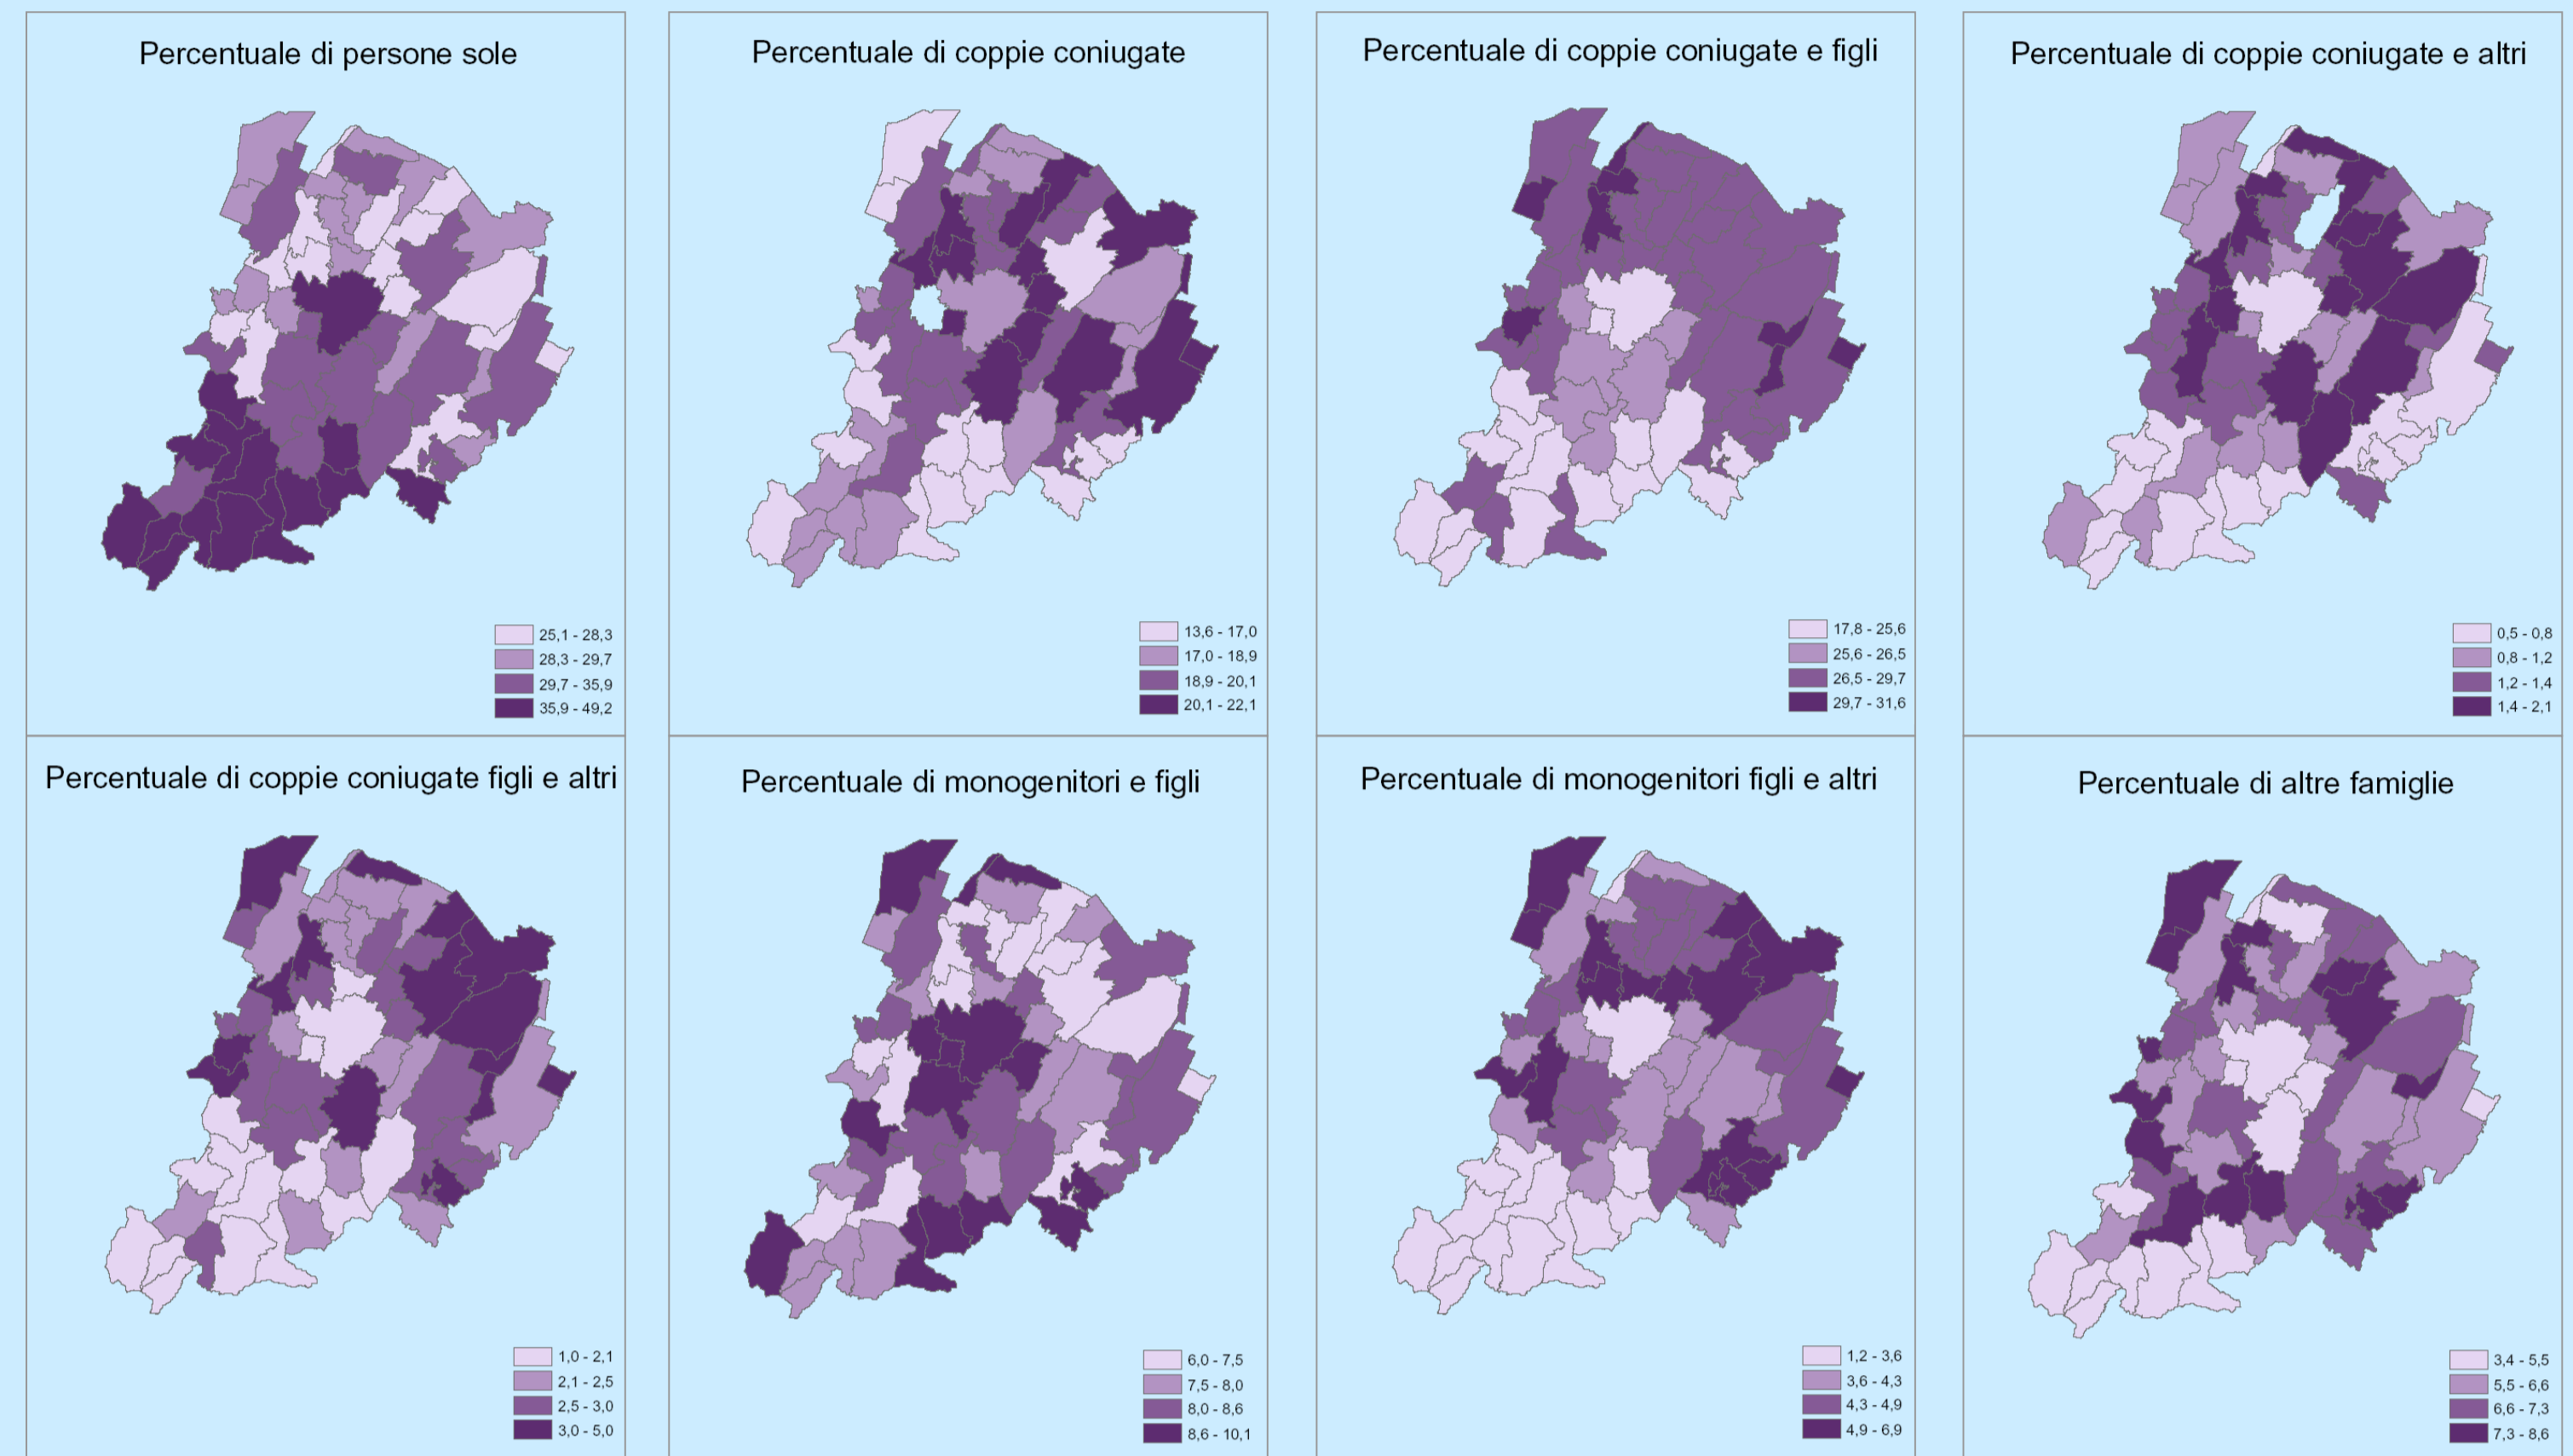 Percentuale di persone sole
25,1 - 28,3
28,3 - 29,7
29,7 - 35,9
35,9 - 49,2
Percentuale di coppie coniugate
13,6 - 17,0
17,0 - 18,9
18,9 - 20,1
20,1 - 22,1
Percentuale di coppie coniugate e figli
17,8 - 25,6
25,6 - 26,5
26,5 - 29,7
29,7 - 31,6
Percentuale di coppie coniugate e altri
0,5 - 0,8
0,8 - 1,2
1,2 - 1,4
1,4 - 2,1
Percentuale di coppie coniugate figli e altri
1,0 - 2,1
2,1 - 2,5
2,5 - 3,0
3,0 - 5,0
Percentuale di monogenitori e figli
6,0 - 7,5
7,5 - 8,0
8,0 - 8,6
8,6 - 10,1
Percentuale di monogenitori figli e altri
1,2 - 3,6
3,6 - 4,3
4,3 - 4,9
4,9 - 6,9
Percentuale di altre famiglie
3,4 - 5,5
5,5 - 6,6
6,6 - 7,3
7,3 - 8,6